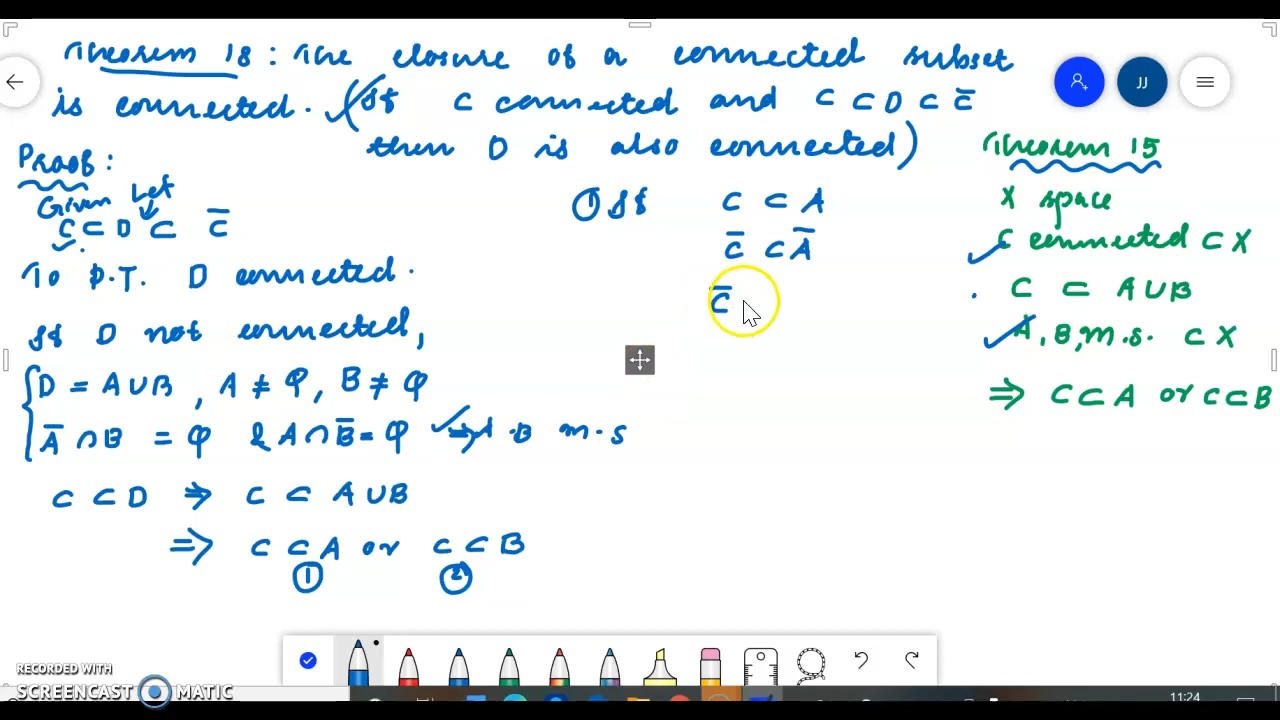 Theorem 18 : The closure of a connected subset
is connected. (If C connected and C ⊂ D ⊂ C̅
then D is also connected)
Proof :
Given Let
C ⊂ D ⊂ C̅
To P.T. D connected.
If D not connected,
D = A ∪ B , A ≠ φ, B ≠ φ
A̅ ∩ B = φ & A ∩ B̅ = φ ⇒ A B m.s
C ⊂ D ⇒ C ⊂ A ∪ B
⇒ C ⊂ A or C ⊂ B
① ②
① If C ⊂ A
C̅ ⊂ A̅
C̅
Theorem 15
X space
C connected ⊂ X
C ⊂ A ∪ B
A, B, m.s. ⊂ X
⇒ C ⊂ A or C ⊂ B
JJ
RECORDED WITH
SCREENCAST MATIC
11:24